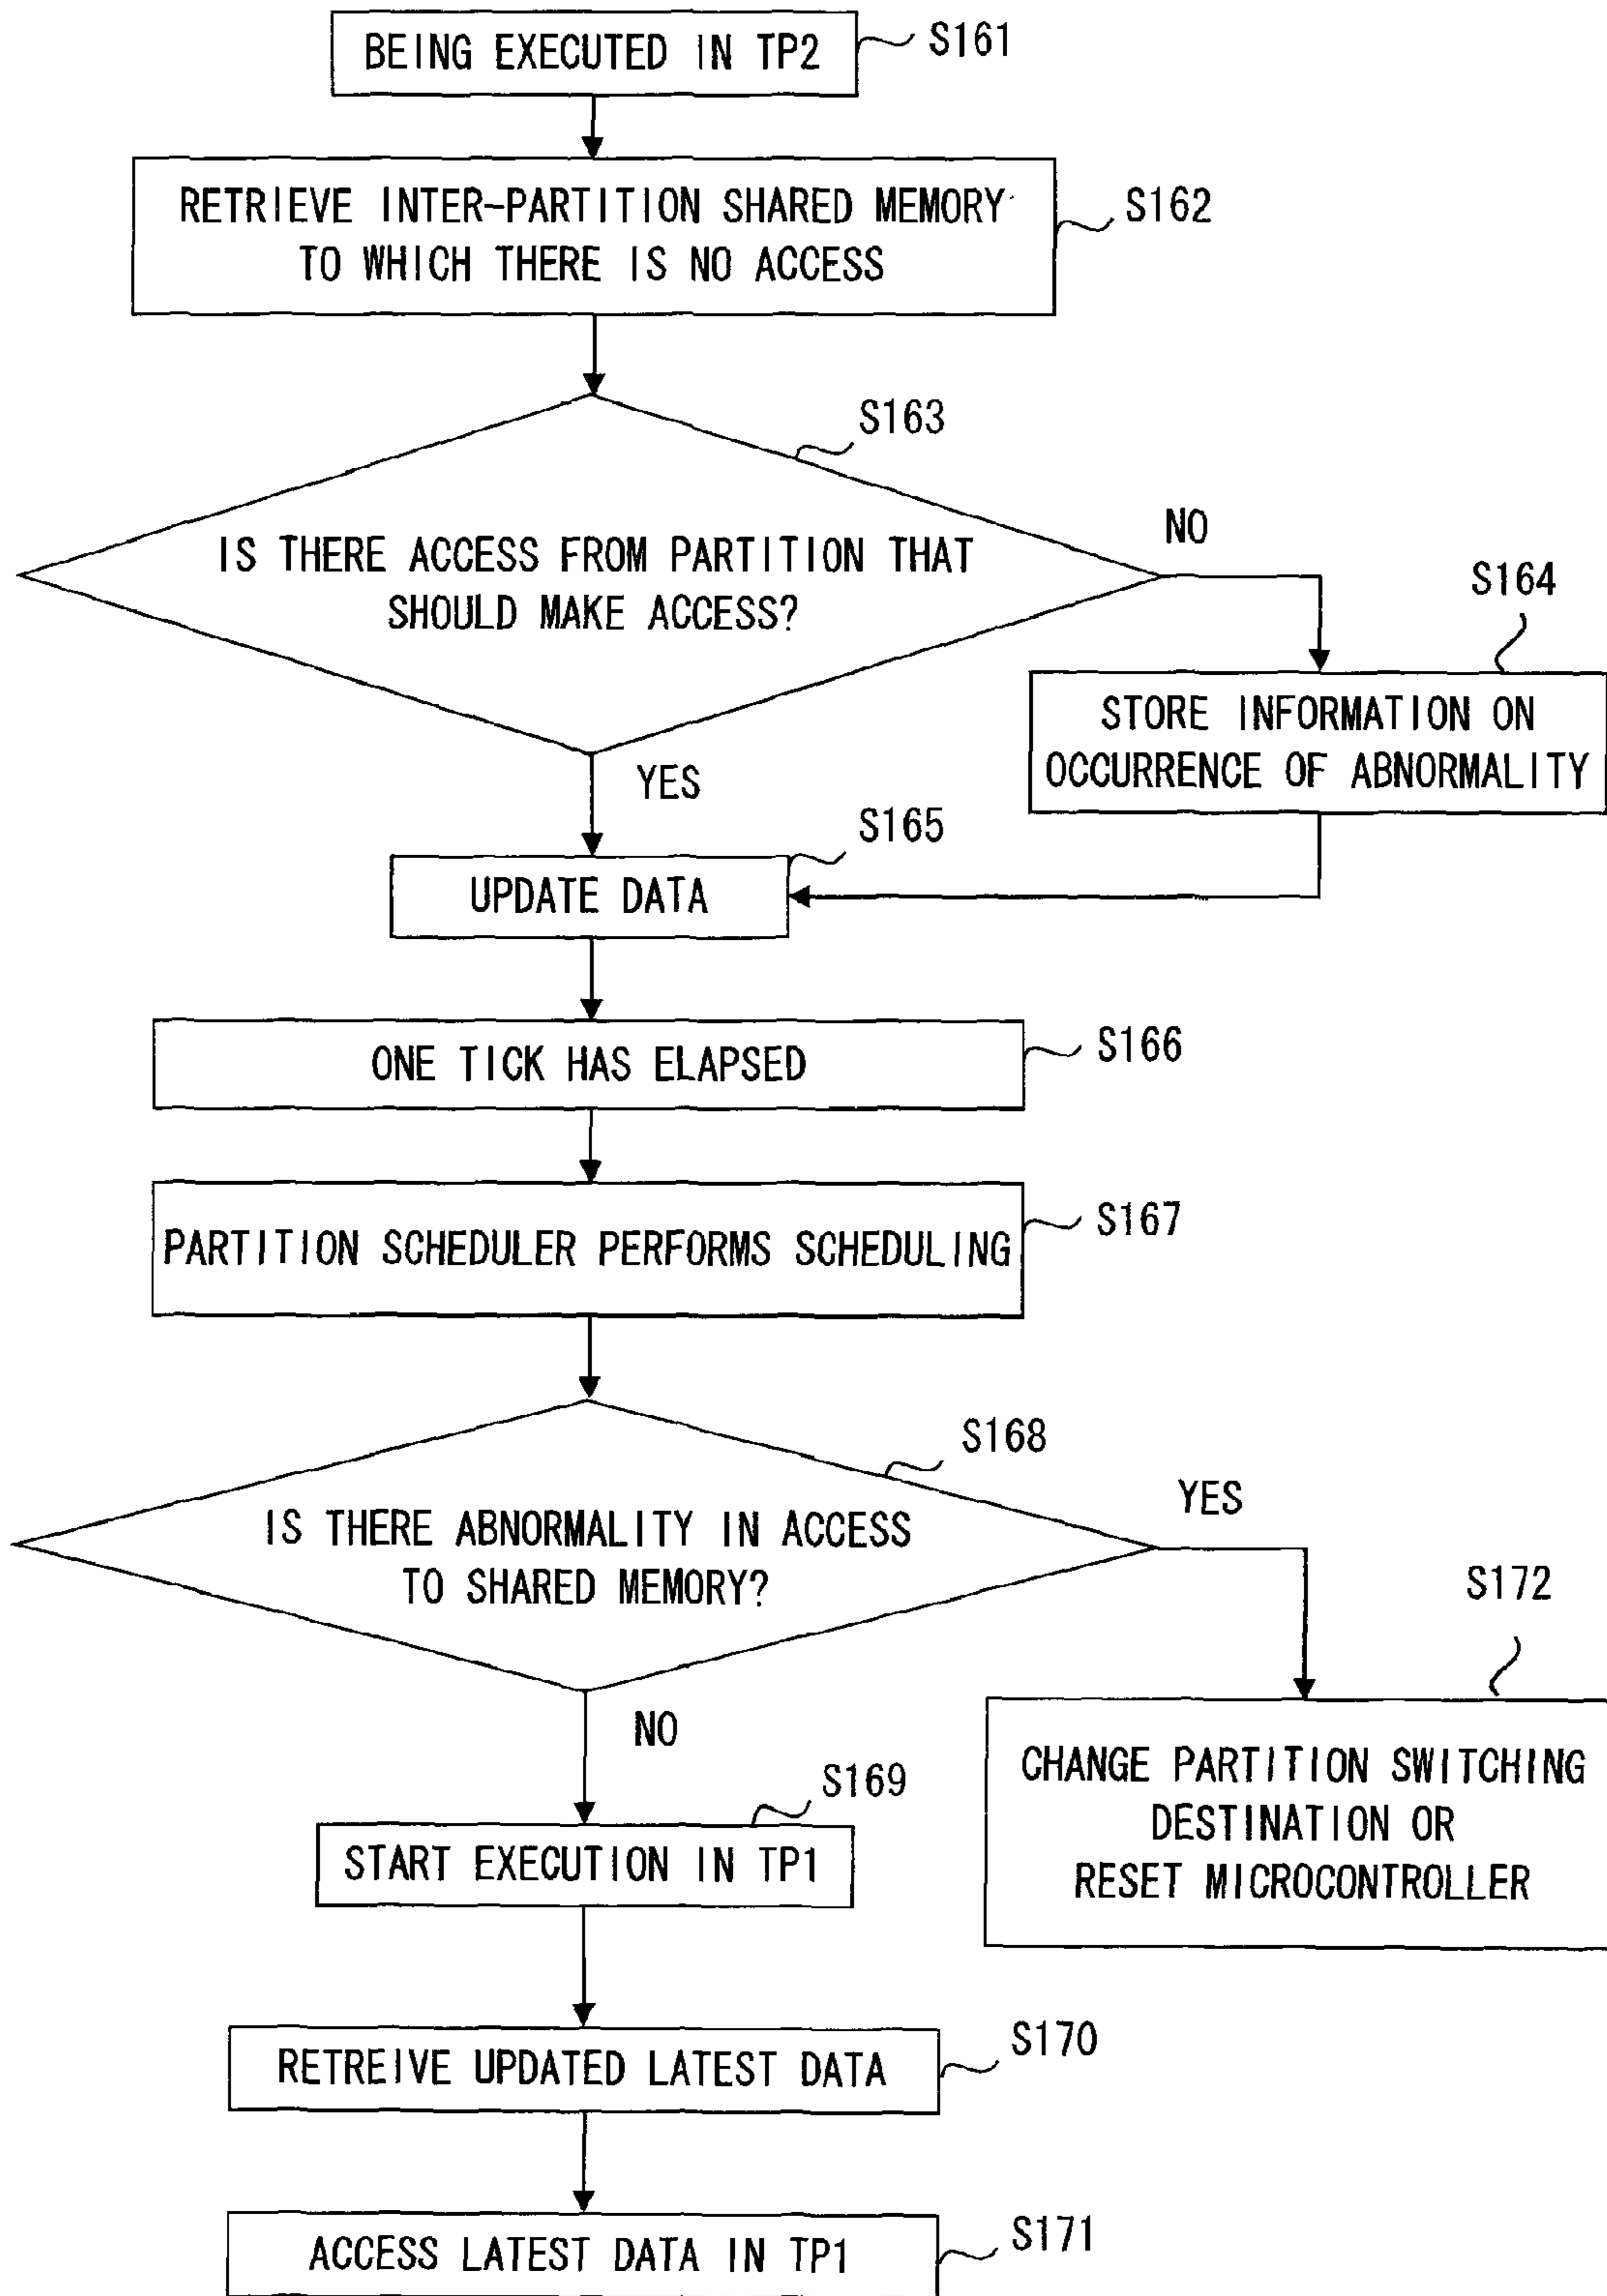 BEING EXECUTED IN TP2
S161
RETRIEVE INTER-PARTITION SHARED MEMORY
TO WHICH THERE IS NO ACCESS
S162
S163
IS THERE ACCESS FROM PARTITION THAT
SHOULD MAKE ACCESS?
NO
S164
STORE INFORMATION ON
OCCURRENCE OF ABNORMALITY
YES
S165
UPDATE DATA
ONE TICK HAS ELAPSED
S166
PARTITION SCHEDULER PERFORMS SCHEDULING
S167
S168
IS THERE ABNORMALITY IN ACCESS
TO SHARED MEMORY?
YES
S172
CHANGE PARTITION SWITCHING
DESTINATION OR
RESET MICROCONTROLLER
NO
S169
START EXECUTION IN TP1
RETREIVE UPDATED LATEST DATA
S170
ACCESS LATEST DATA IN TP1
S171